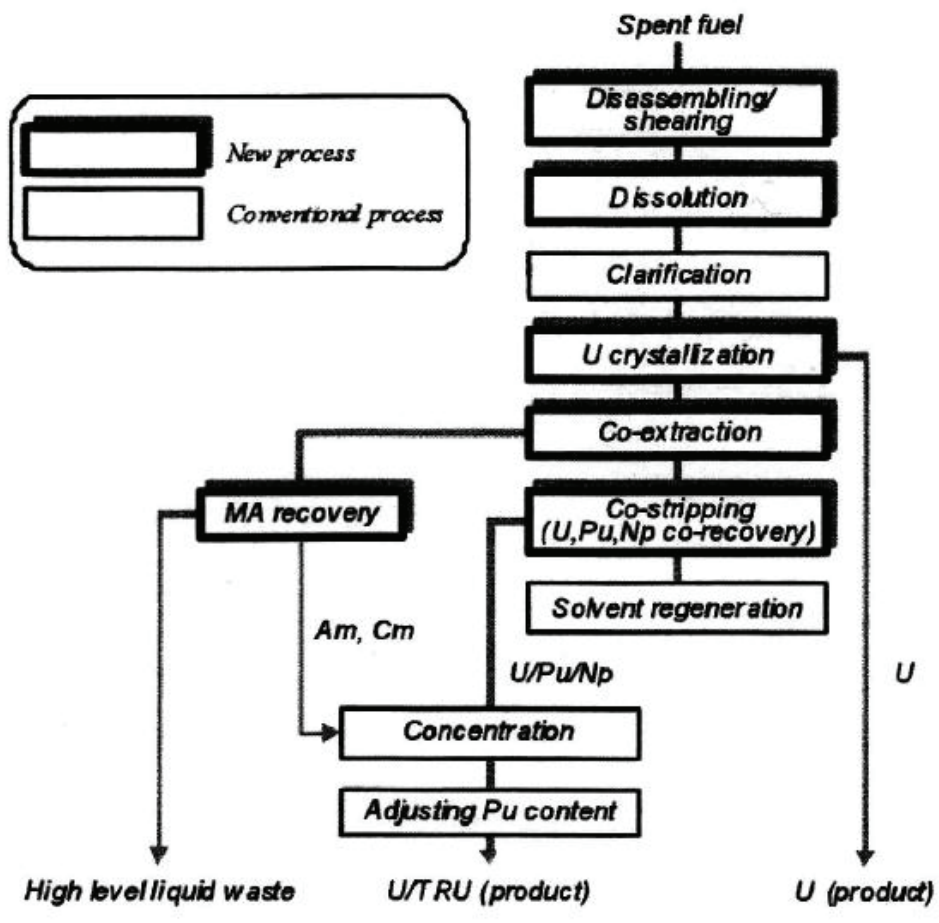 Spent fuel
Disassembling/
shearing
New process
Dissolution
Conventional process
Clarification
U crystallization
Co-extraction
MA recovery
Co-stripping
(U,Pu,Np co-recovery)
Solvent regeneration
Am, Cm
U/Pu/Np
U
Concentration
Adjusting Pu content
High level liquid waste
U/TRU (product)
U (product)